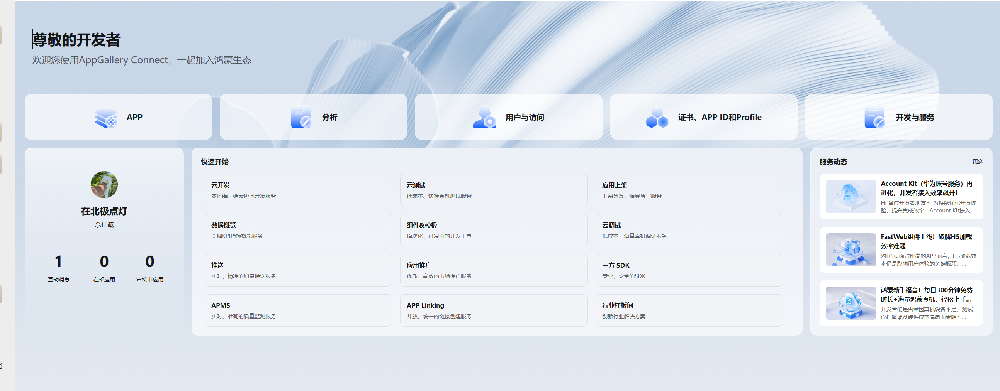 尊敬的开发者
欢迎您使用AppGallery Connect，一起加入鸿蒙生态
APP
分析
用户与访问
证书、APP ID和Profile
开发与服务
在北极点灯
余仕诚
1
0
0
互动消息
在架应用
审核中应用
快速开始
云开发
零运维、端云协同开发服务
云测试
低成本、快捷真机测试服务
应用上架
上架分发，信息填写服务
数据概览
关键KPI指标概览服务
组件&模板
模块化、可复用的开发工具
云调试
低成本、海量真机调试服务
推送
实时、精准的消息推送服务
应用推广
优质、高效的市场推广服务
三方 SDK
专业、安全的SDK
APMS
实时、准确的质量监测服务
APP Linking
开放、统一的链接创建服务
行业样板间
创新行业解决方案
服务动态
更多
Account Kit（华为账号服务）再
进化，开发者接入效率飙升！
Hi 各位开发者朋友～ 为持续优化开发体
验，提升集成效率，Account Kit接入...
FastWeb组件上线！破解H5加载
效率难题
对H5页面占比高的APP而言，H5加载效
率仍是影响用户体验的关键瓶颈。...
鸿蒙新手福音！每日300分钟免费
时长+海量鸿蒙真机，轻松上手...
开发者们是否常因真机设备不足、测试
流程繁琐及硬件成本高昂而受阻？...